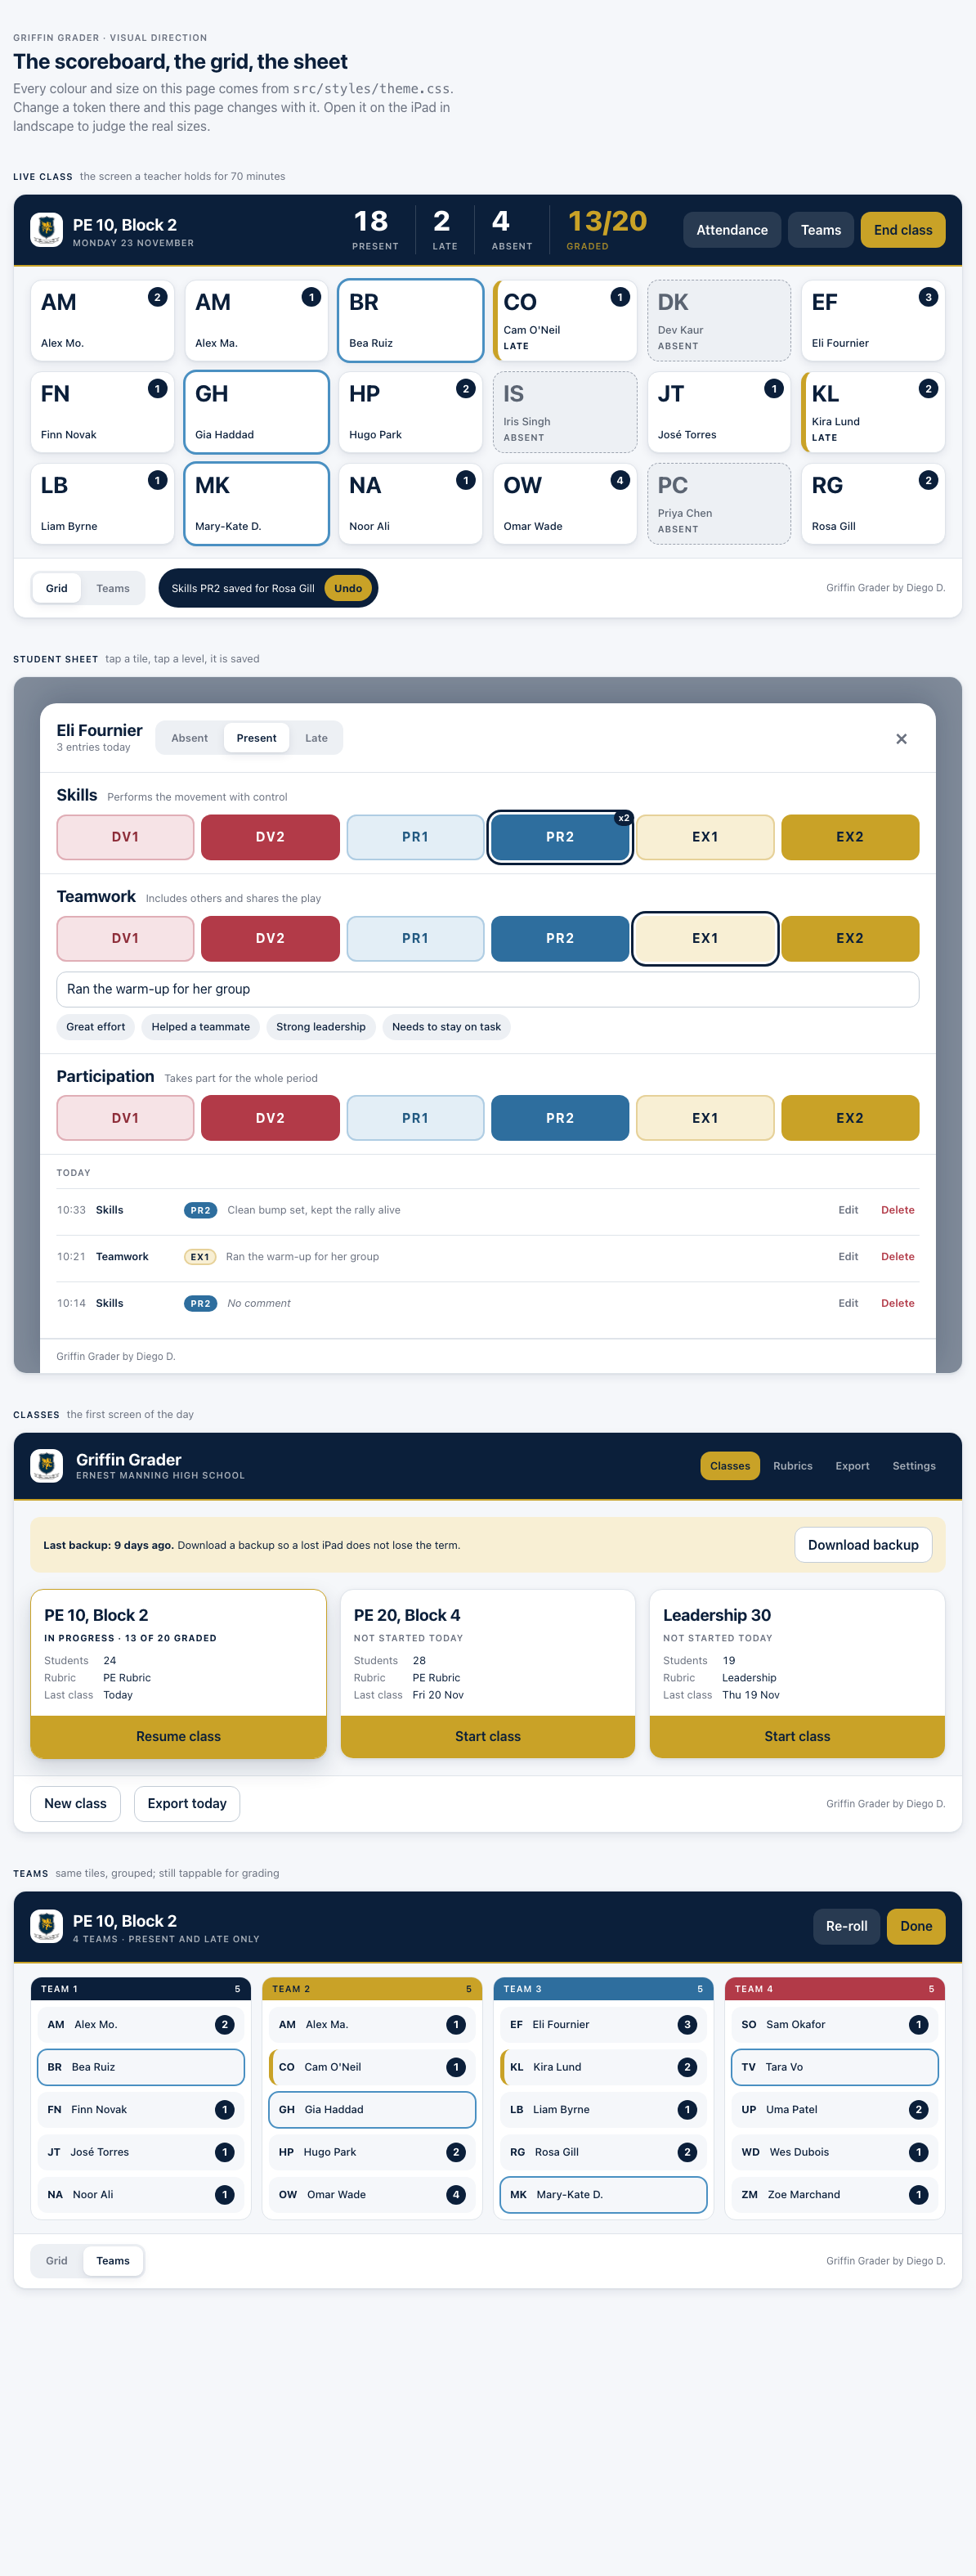 GRIFFIN GRADER · VISUAL DIRECTION
The scoreboard, the grid, the sheet
Every colour and size on this page comes from src/styles/theme.css.
Change a token there and this page changes with it. Open it on the iPad in
landscape to judge the real sizes.
LIVE CLASS the screen a teacher holds for 70 minutes
PE 10, Block 2
MONDAY 23 NOVEMBER
18 PRESENT
2 LATE
4 ABSENT
13/20 GRADED
Attendance
Teams
End class
AM 2
Alex Mo.
AM 1
Alex Ma.
BR
Bea Ruiz
CO 1
Cam O'Neil
LATE
DK
Dev Kaur
ABSENT
EF 3
Eli Fournier
FN 1
Finn Novak
GH
Gia Haddad
HP 2
Hugo Park
IS
Iris Singh
ABSENT
JT 1
José Torres
KL 2
Kira Lund
LATE
LB 1
Liam Byrne
MK
Mary-Kate D.
NA 1
Noor Ali
OW 4
Omar Wade
PC
Priya Chen
ABSENT
RG 2
Rosa Gill
Grid Teams
Skills PR2 saved for Rosa Gill Undo
Griffin Grader by Diego D.
STUDENT SHEET tap a tile, tap a level, it is saved
Eli Fournier
3 entries today
Absent Present Late
×
Skills Performs the movement with control
DV1 DV2 PR1 PR2 x2 EX1 EX2
Teamwork Includes others and shares the play
DV1 DV2 PR1 PR2 EX1 EX2
Ran the warm-up for her group
Great effort Helped a teammate Strong leadership Needs to stay on task
Participation Takes part for the whole period
DV1 DV2 PR1 PR2 EX1 EX2
TODAY
10:33 Skills PR2 Clean bump set, kept the rally alive Edit Delete
10:21 Teamwork EX1 Ran the warm-up for her group Edit Delete
10:14 Skills PR2 No comment Edit Delete
Griffin Grader by Diego D.
CLASSES the first screen of the day
Griffin Grader
ERNEST MANNING HIGH SCHOOL
Classes Rubrics Export Settings
Last backup: 9 days ago. Download a backup so a lost iPad does not lose the term.
Download backup
PE 10, Block 2
IN PROGRESS · 13 OF 20 GRADED
Students 24
Rubric PE Rubric
Last class Today
Resume class
PE 20, Block 4
NOT STARTED TODAY
Students 28
Rubric PE Rubric
Last class Fri 20 Nov
Start class
Leadership 30
NOT STARTED TODAY
Students 19
Rubric Leadership
Last class Thu 19 Nov
Start class
New class Export today
Griffin Grader by Diego D.
TEAMS same tiles, grouped; still tappable for grading
PE 10, Block 2
4 TEAMS · PRESENT AND LATE ONLY
Re-roll Done
TEAM 1 5
AM Alex Mo. 2
BR Bea Ruiz
FN Finn Novak 1
JT José Torres 1
NA Noor Ali 1
TEAM 2 5
AM Alex Ma. 1
CO Cam O'Neil 1
GH Gia Haddad
HP Hugo Park 2
OW Omar Wade 4
TEAM 3 5
EF Eli Fournier 3
KL Kira Lund 2
LB Liam Byrne 1
RG Rosa Gill 2
MK Mary-Kate D.
TEAM 4 5
SO Sam Okafor 1
TV Tara Vo
UP Uma Patel 2
WD Wes Dubois 1
ZM Zoe Marchand 1
Grid Teams
Griffin Grader by Diego D.